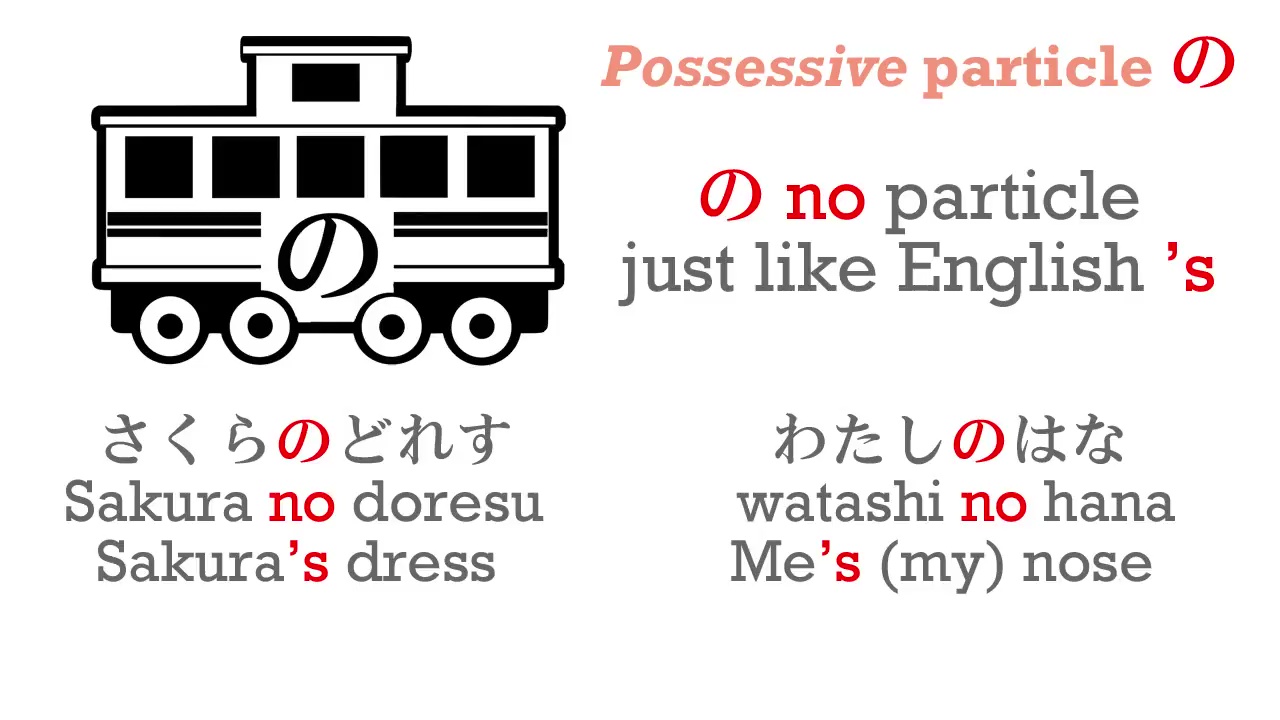 Possessive particle の
の no particle
just like English ’s
の
さくらのどれす
Sakura no doresu
Sakura’s dress
わたしのはな
watashi no hana
Me’s (my) nose